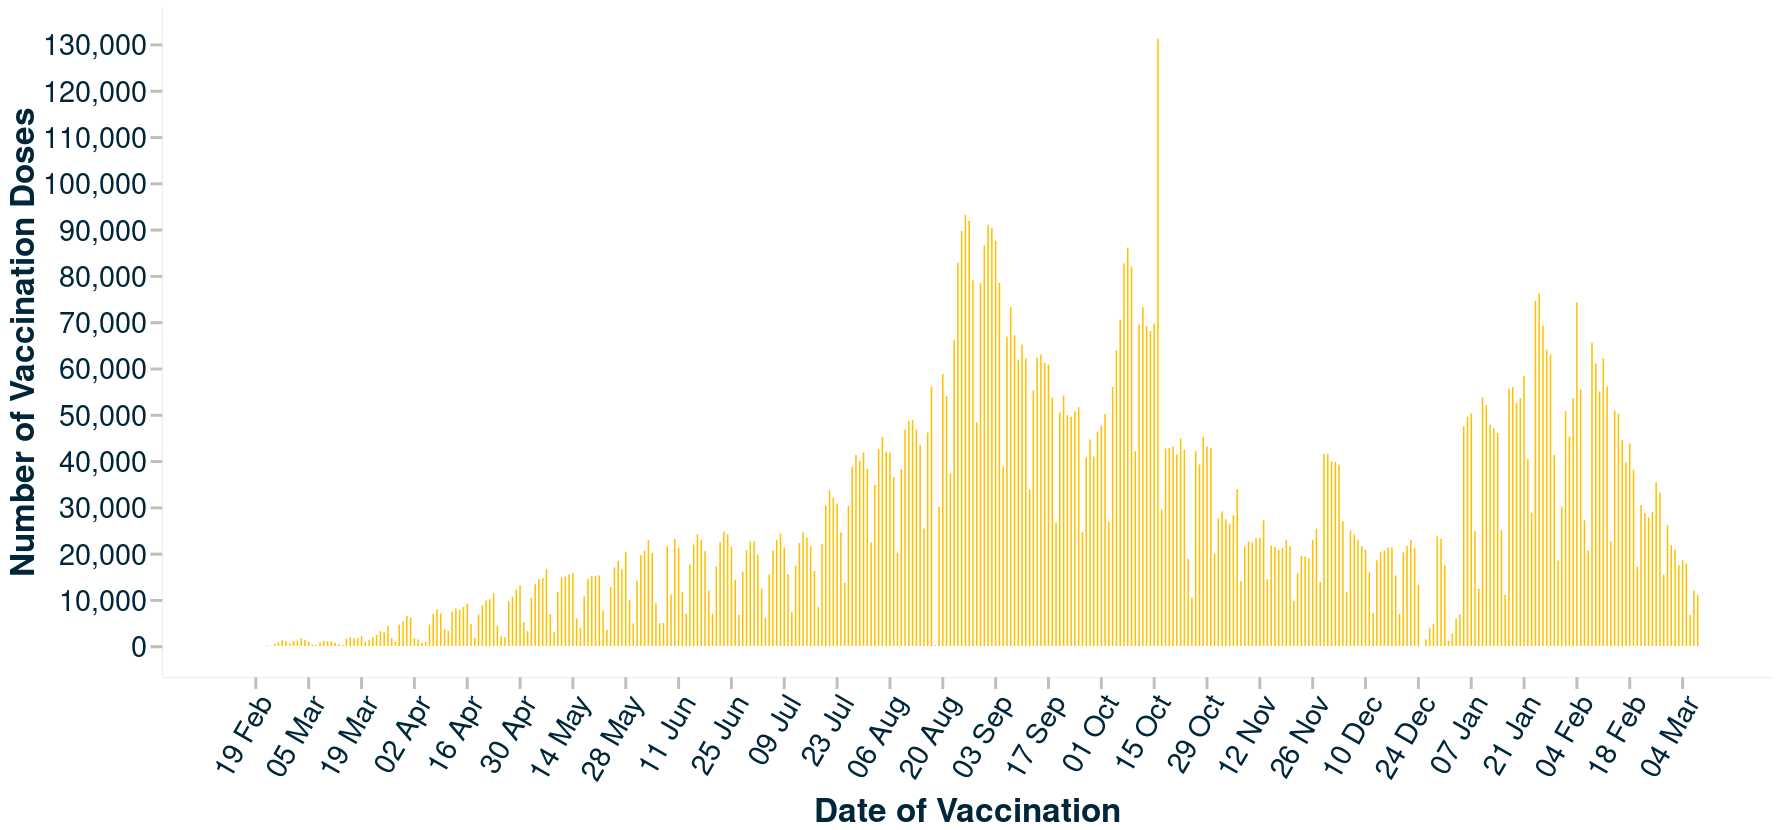 Number of Vaccination Doses
130,000
120,000
110,000
100,000
90,000
80,000
70,000
60,000
50,000
40,000
30,000
20,000
10,000
0
19 Feb
05 Mar
19 Mar
02 Apr
16 Apr
30 Apr
14 May
28 May
11 Jun
25 Jun
09 Jul
23 Jul
06 Aug
20 Aug
03 Sep
17 Sep
01 Oct
15 Oct
29 Oct
12 Nov
26 Nov
10 Dec
24 Dec
07 Jan
21 Jan
04 Feb
18 Feb
04 Mar
Date of Vaccination